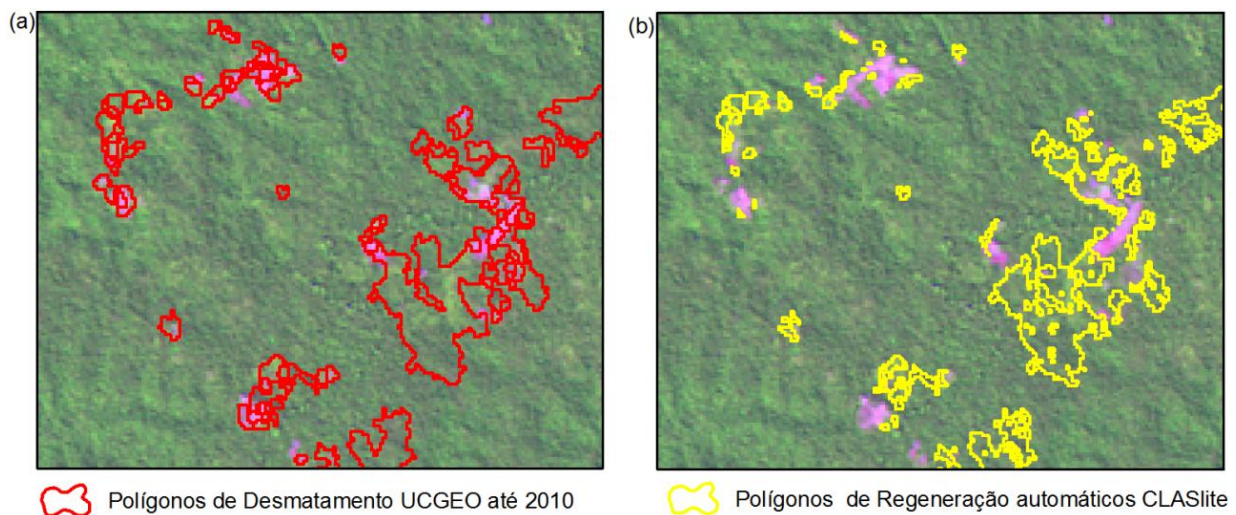 (a)
(b)
Polígonos de Desmatamento UCGEO até 2010
Polígonos de Regeneração automáticos CLASlite